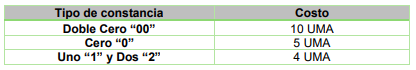 Tipo de constancia Costo
Doble Cero “00” 10 UMA
Cero “0” 5 UMA
Uno “1” y Dos “2” 4 UMA